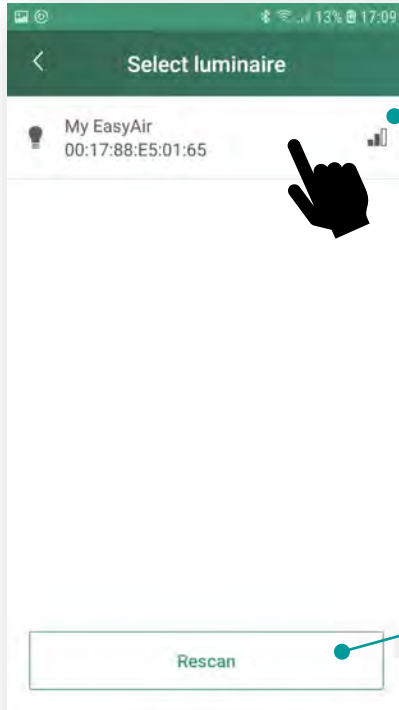 13% 17:09
Select luminaire
My EasyAir
00:17:88:E5:01:65
Rescan